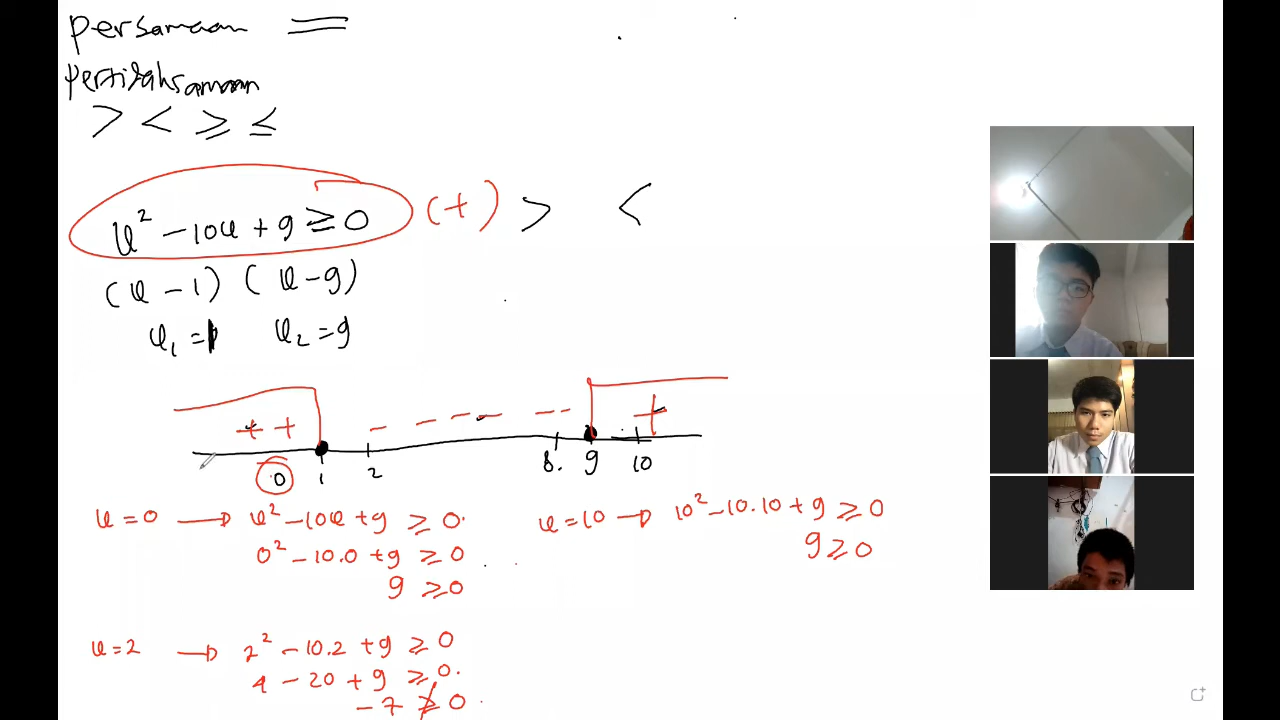 persamaan =
Pertidaksamaan
> < ≥ ≤
u² - 10u + 9 ≥ 0 (+) > <
(u - 1) (u - 9)
u₁ = 1 u₂ = 9
+ + - - - - - - +
0 1 2 8 9 10
u = 0 → u² - 10u + 9 ≥ 0
0² - 10.0 + 9 ≥ 0
9 ≥ 0
u = 10 → 10² - 10.10 + 9 ≥ 0
9 ≥ 0
u = 2 → 2² - 10.2 + 9 ≥ 0
4 - 20 + 9 ≥ 0
-7 ≱ 0